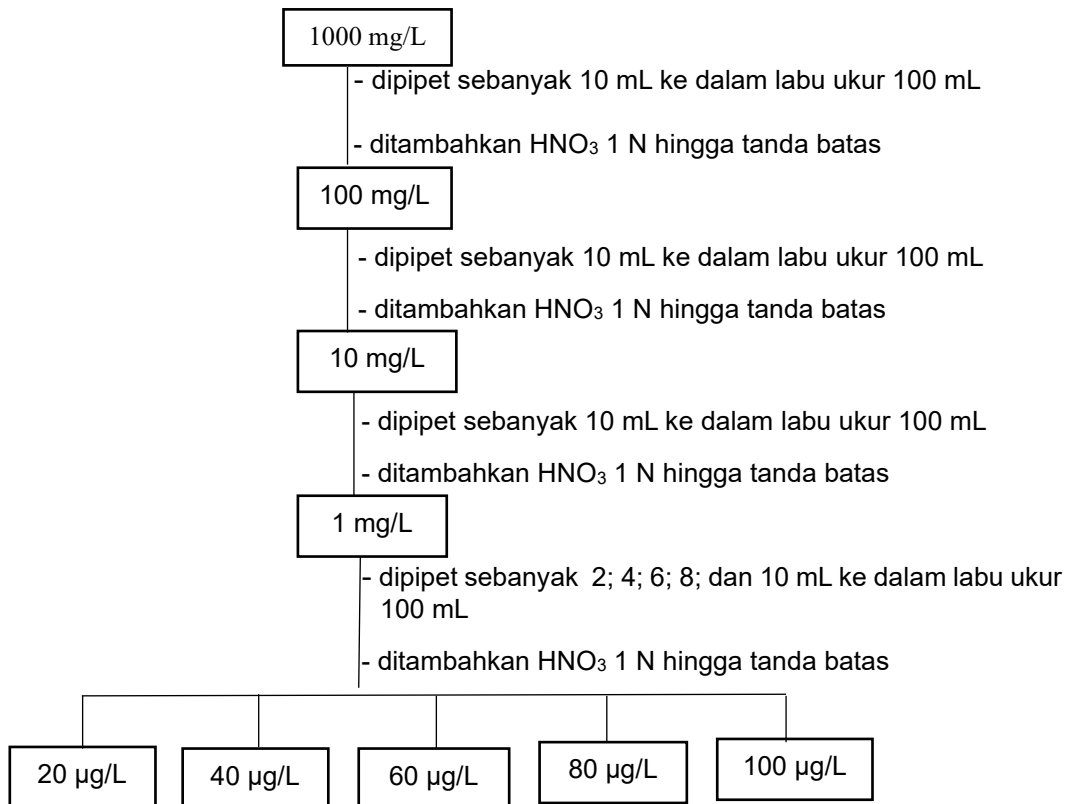 1000 mg/L
- dipipet sebanyak 10 mL ke dalam labu ukur 100 mL
- ditambahkan HNO₃ 1 N hingga tanda batas
100 mg/L
- dipipet sebanyak 10 mL ke dalam labu ukur 100 mL
- ditambahkan HNO₃ 1 N hingga tanda batas
10 mg/L
- dipipet sebanyak 10 mL ke dalam labu ukur 100 mL
- ditambahkan HNO₃ 1 N hingga tanda batas
1 mg/L
- dipipet sebanyak 2; 4; 6; 8; dan 10 mL ke dalam labu ukur
100 mL
- ditambahkan HNO₃ 1 N hingga tanda batas
20 µg/L
40 µg/L
60 µg/L
80 µg/L
100 µg/L